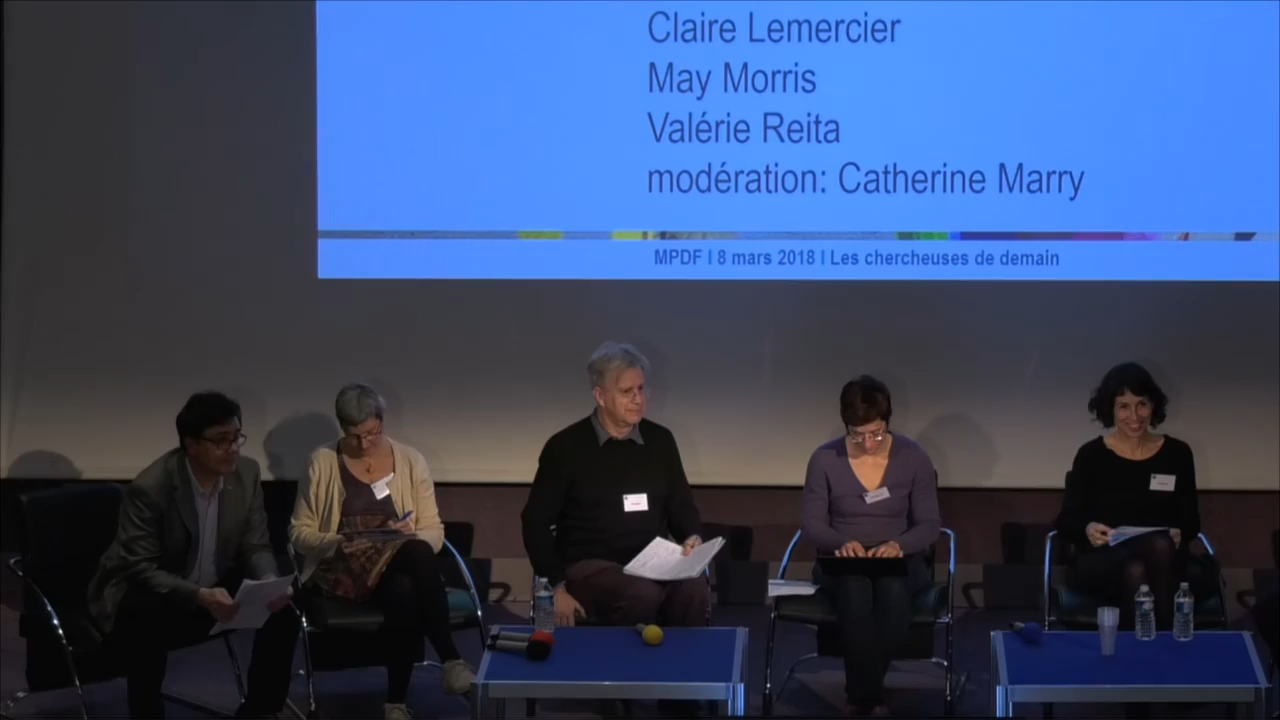 Claire Lemercier
May Morris
Valérie Reita
modération: Catherine Marry
MPDF I 8 mars 2018 I Les chercheuses de demain